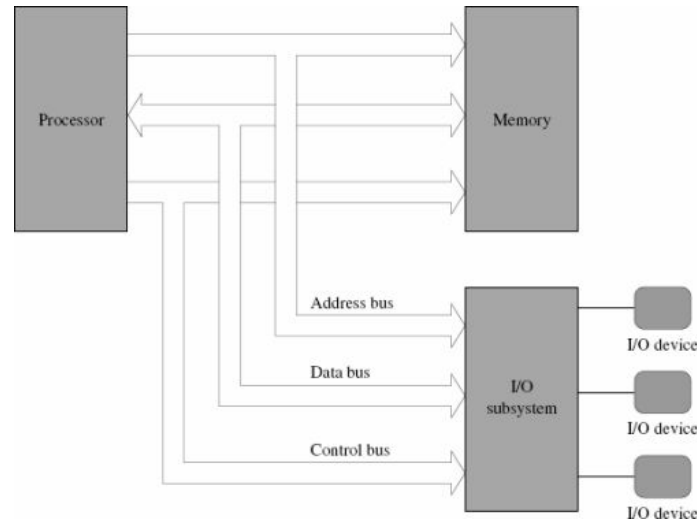 Processor
Memory
Address bus
I/O device
Data bus
I/O
subsystem
I/O device
Control bus
I/O device